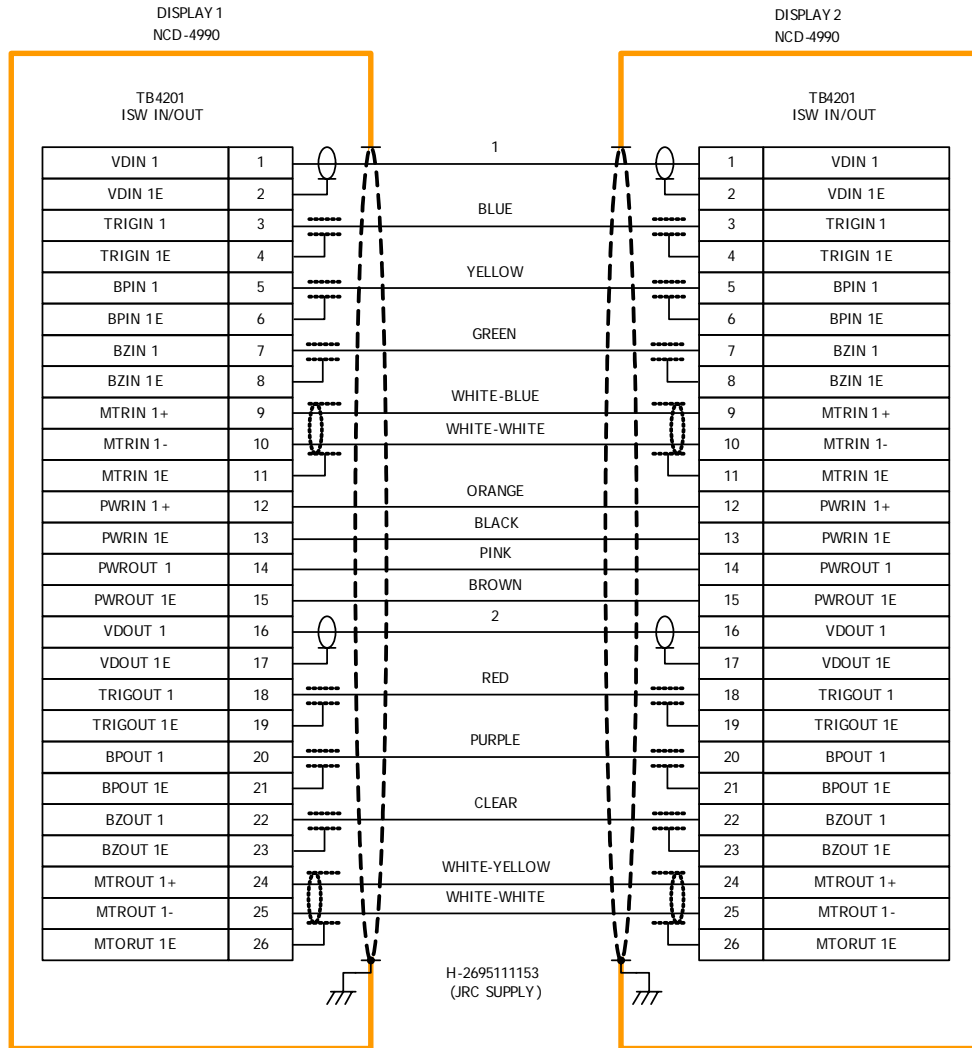 DISPLAY 1
NCD-4990
DISPLAY 2
NCD-4990
TB4201
ISW IN/OUT
TB4201
ISW IN/OUT
VDIN 1 1 1 1 VDIN 1
VDIN 1E 2 2 VDIN 1E
TRIGIN 1 3 BLUE 3 TRIGIN 1
TRIGIN 1E 4 4 TRIGIN 1E
BPIN 1 5 YELLOW 5 BPIN 1
BPIN 1E 6 6 BPIN 1E
BZIN 1 7 GREEN 7 BZIN 1
BZIN 1E 8 8 BZIN 1E
MTRIN 1+ 9 WHITE-BLUE 9 MTRIN 1+
MTRIN 1- 10 WHITE-WHITE 10 MTRIN 1-
MTRIN 1E 11 11 MTRIN 1E
PWRIN 1+ 12 ORANGE 12 PWRIN 1+
PWRIN 1E 13 BLACK 13 PWRIN 1E
PWROUT 1 14 PINK 14 PWROUT 1
PWROUT 1E 15 BROWN 15 PWROUT 1E
VDOUT 1 16 2 16 VDOUT 1
VDOUT 1E 17 17 VDOUT 1E
TRIGOUT 1 18 RED 18 TRIGOUT 1
TRIGOUT 1E 19 19 TRIGOUT 1E
BPOUT 1 20 PURPLE 20 BPOUT 1
BPOUT 1E 21 21 BPOUT 1E
BZOUT 1 22 CLEAR 22 BZOUT 1
BZOUT 1E 23 23 BZOUT 1E
MTROUT 1+ 24 WHITE-YELLOW 24 MTROUT 1+
MTROUT 1- 25 WHITE-WHITE 25 MTROUT 1-
MTORUT 1E 26 26 MTORUT 1E
H-2695111153
(JRC SUPPLY)